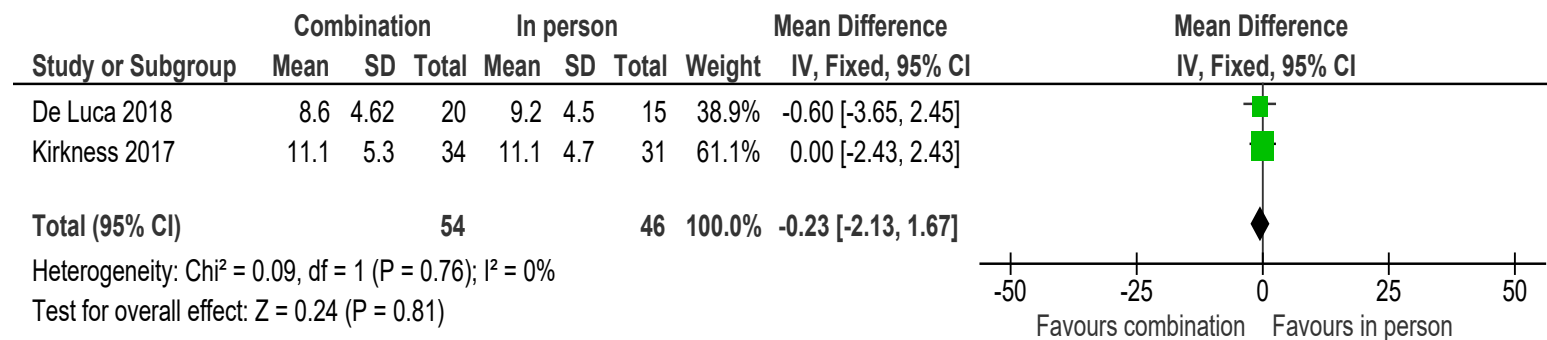 Combination In person Mean Difference Mean Difference
Study or Subgroup Mean SD Total Mean SD Total Weight IV, Fixed, 95% CI IV, Fixed, 95% CI
De Luca 2018 8.6 4.62 20 9.2 4.5 15 38.9% -0.60 [-3.65, 2.45]
Kirkness 2017 11.1 5.3 34 11.1 4.7 31 61.1% 0.00 [-2.43, 2.43]
Total (95% CI) 54 46 100.0% -0.23 [-2.13, 1.67]
Heterogeneity: Chi² = 0.09, df = 1 (P = 0.76); I² = 0%
Test for overall effect: Z = 0.24 (P = 0.81)
-50 -25 0 25 50
Favours combination Favours in person